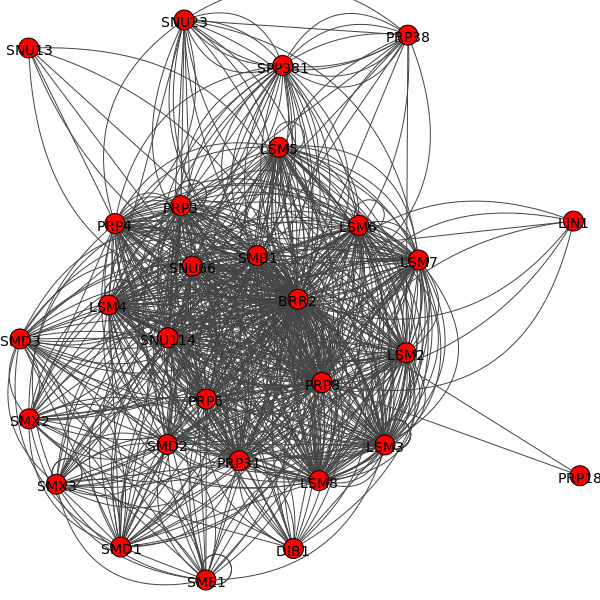 SNU23
PRP38
SNU13
SPP381
LSM5
PRP3
PRP4
LSM6
LIN1
SMB1
LSM7
SNU66
BRR2
LSM4
SMD3
SNU114
LSM2
PRP8
PRP6
SMX2
SMD2
LSM3
PRP31
PRP18
LSM8
SMX3
SMD1
DIB1
SME1